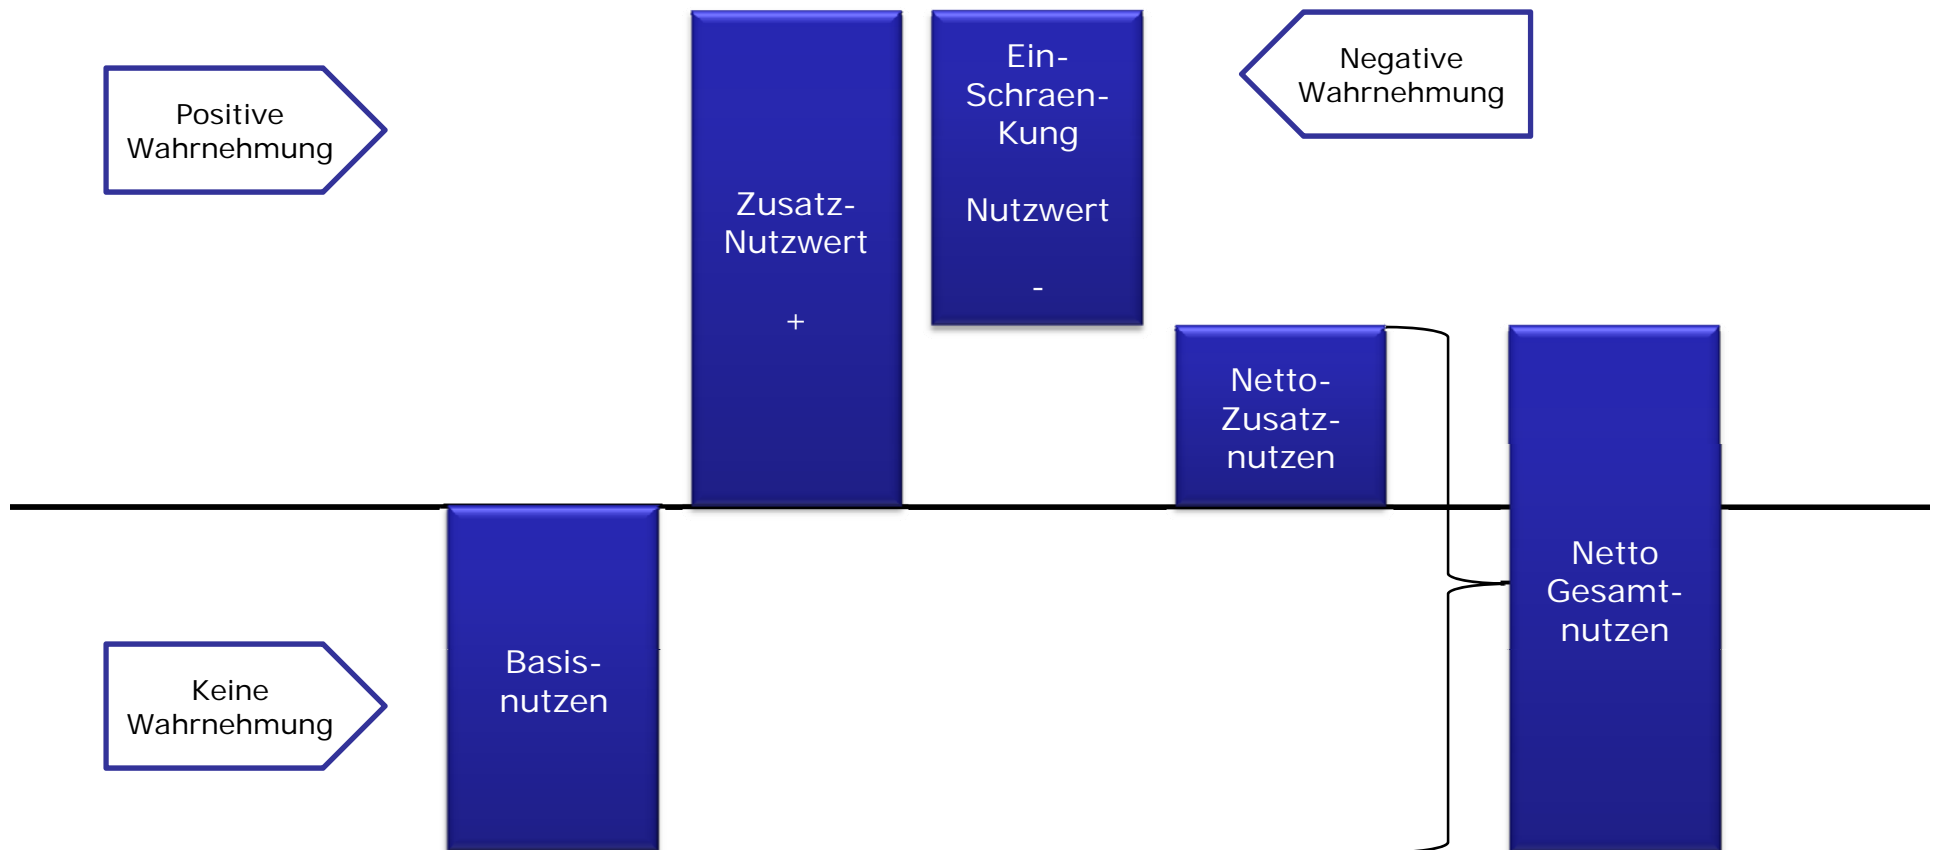 Positive
Wahrnehmung
Zusatz-
Nutzwert
+
Ein-
Schraen-
Kung
Nutzwert
-
Negative
Wahrnehmung
Netto-
Zusatz-
nutzen
Netto
Gesamt-
nutzen
Keine
Wahrnehmung
Basis-
nutzen